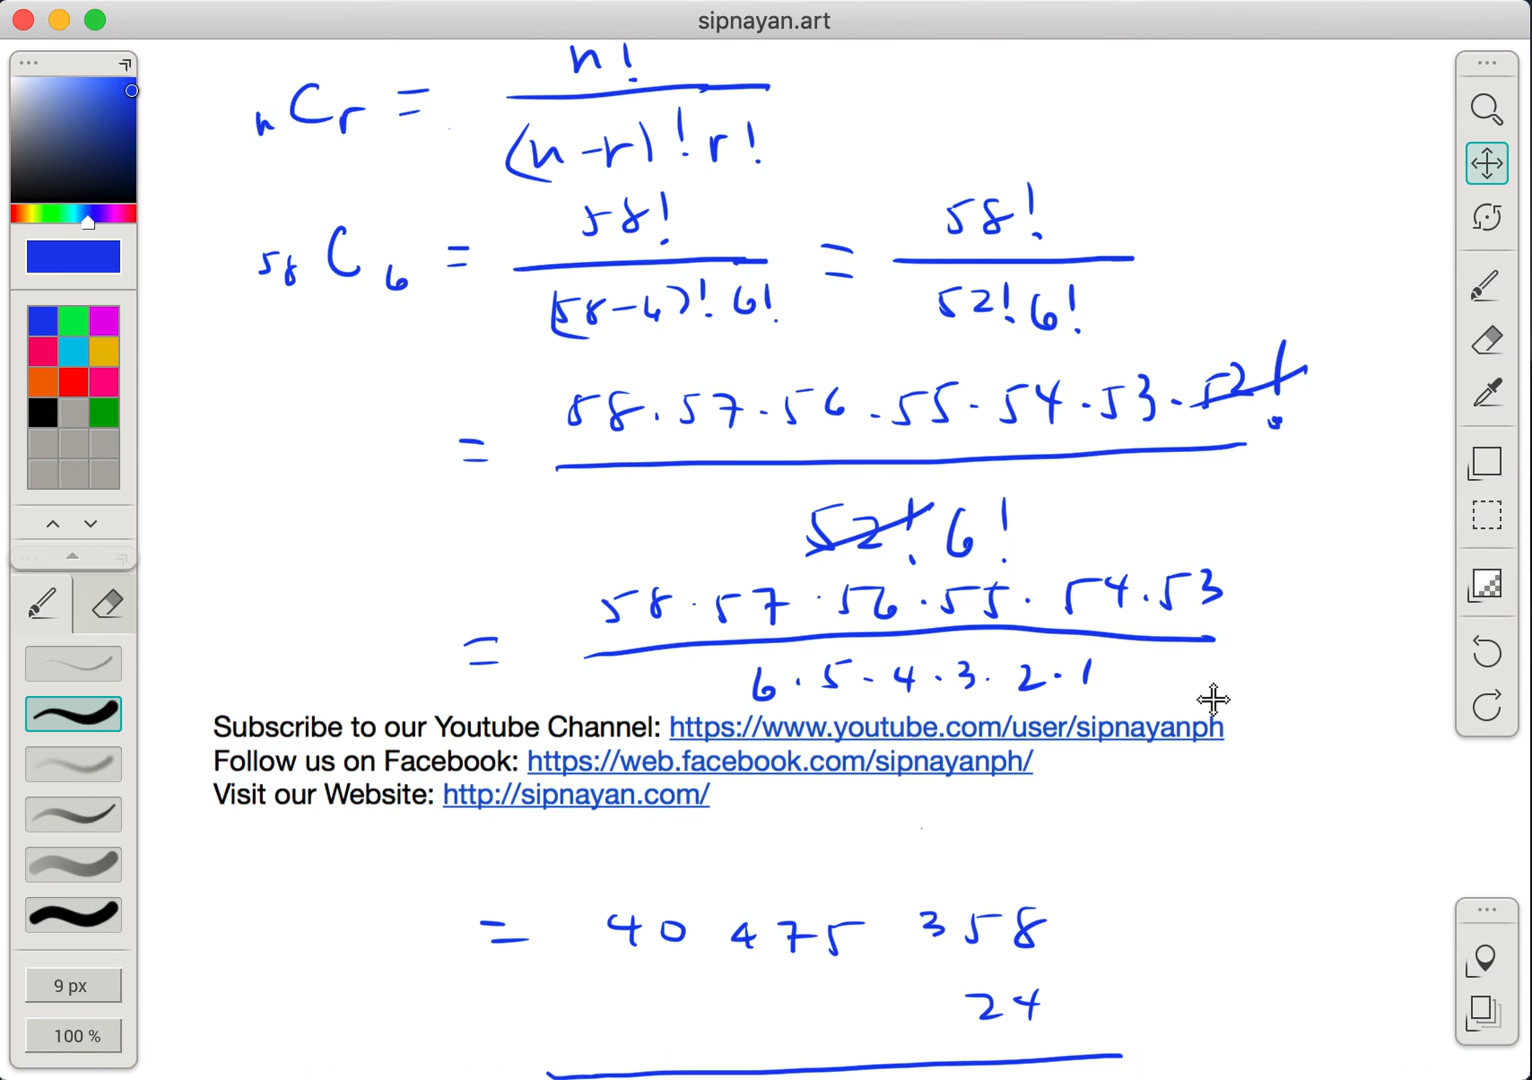 sipnayan.art
nCr = n! / (n-r)! r!
58 C 6 = 58! / (58-6)! 6! = 58! / 52! 6!
= 58 · 57 · 56 · 55 · 54 · 53 · 52! / 52! 6!
= 58 · 57 · 56 · 55 · 54 · 53 / 6 · 5 · 4 · 3 · 2 · 1
Subscribe to our Youtube Channel: https://www.youtube.com/user/sipnayanph
Follow us on Facebook: https://web.facebook.com/sipnayanph/
Visit our Website: http://sipnayan.com/
= 40 475 358
24
9 px
100 %